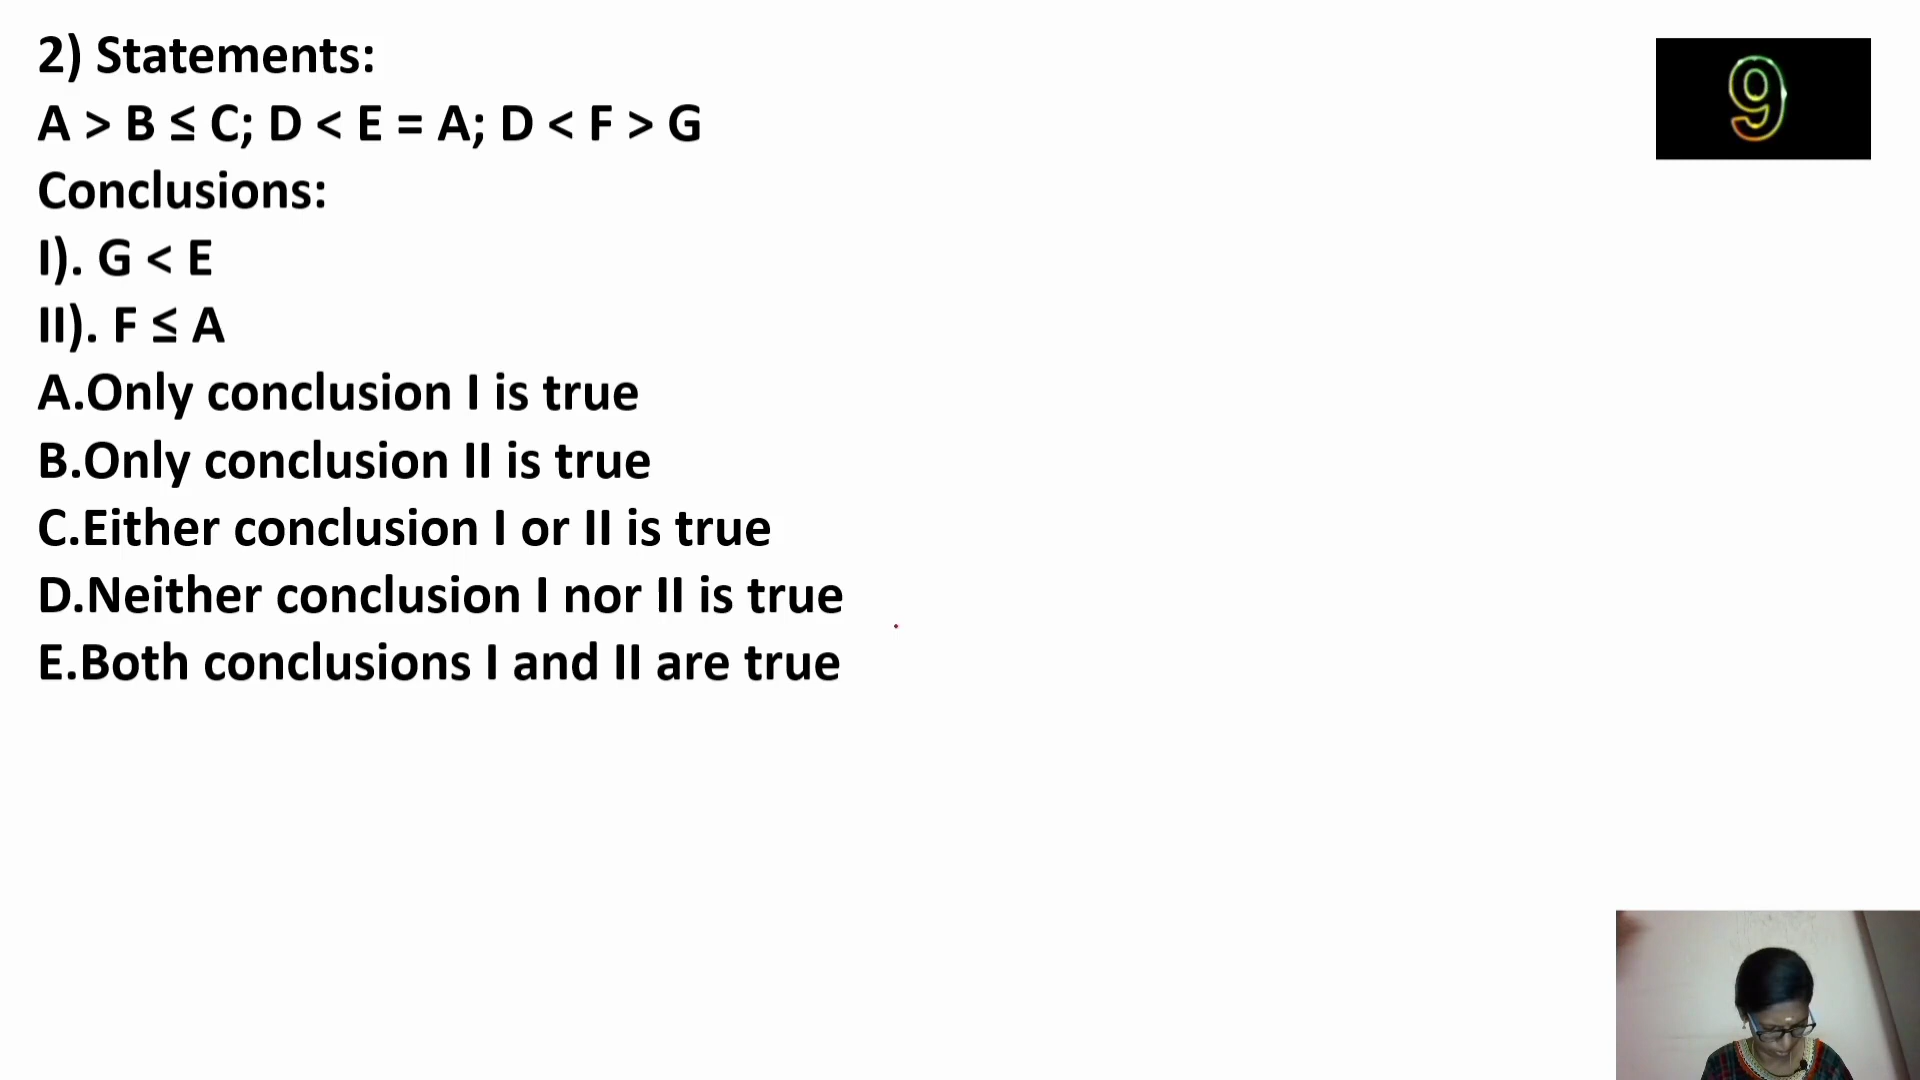 2) Statements:
A > B ≤ C; D < E = A; D < F > G
Conclusions:
I). G < E
II). F ≤ A
A.Only conclusion I is true
B.Only conclusion II is true
C.Either conclusion I or II is true
D.Neither conclusion I nor II is true
E.Both conclusions I and II are true
9